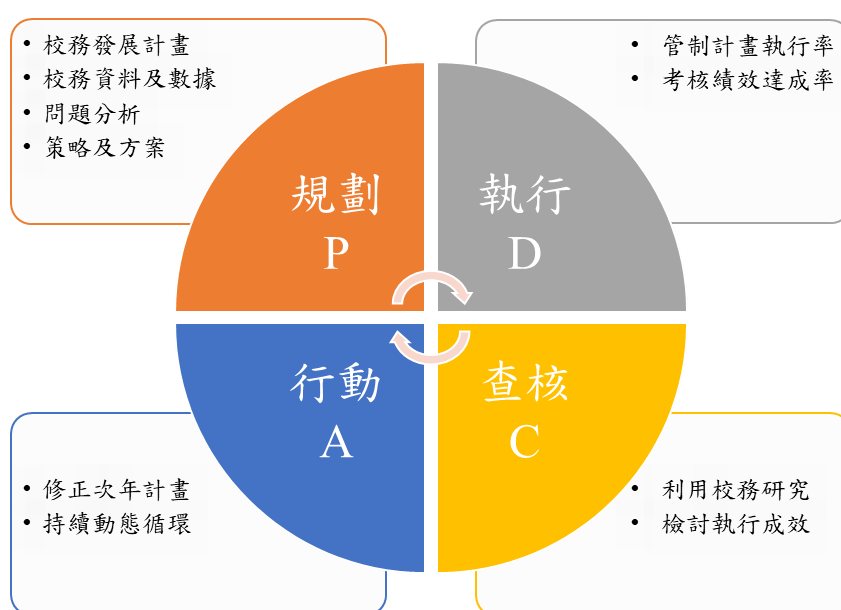 • 校務發展計畫
• 校務資料及數據
• 問題分析
• 策略及方案
• 管制計畫執行率
• 考核績效達成率
規劃
P
執行
D
行動
A
查核
C
• 修正次年計畫
• 持續動態循環
• 利用校務研究
• 檢討執行成效